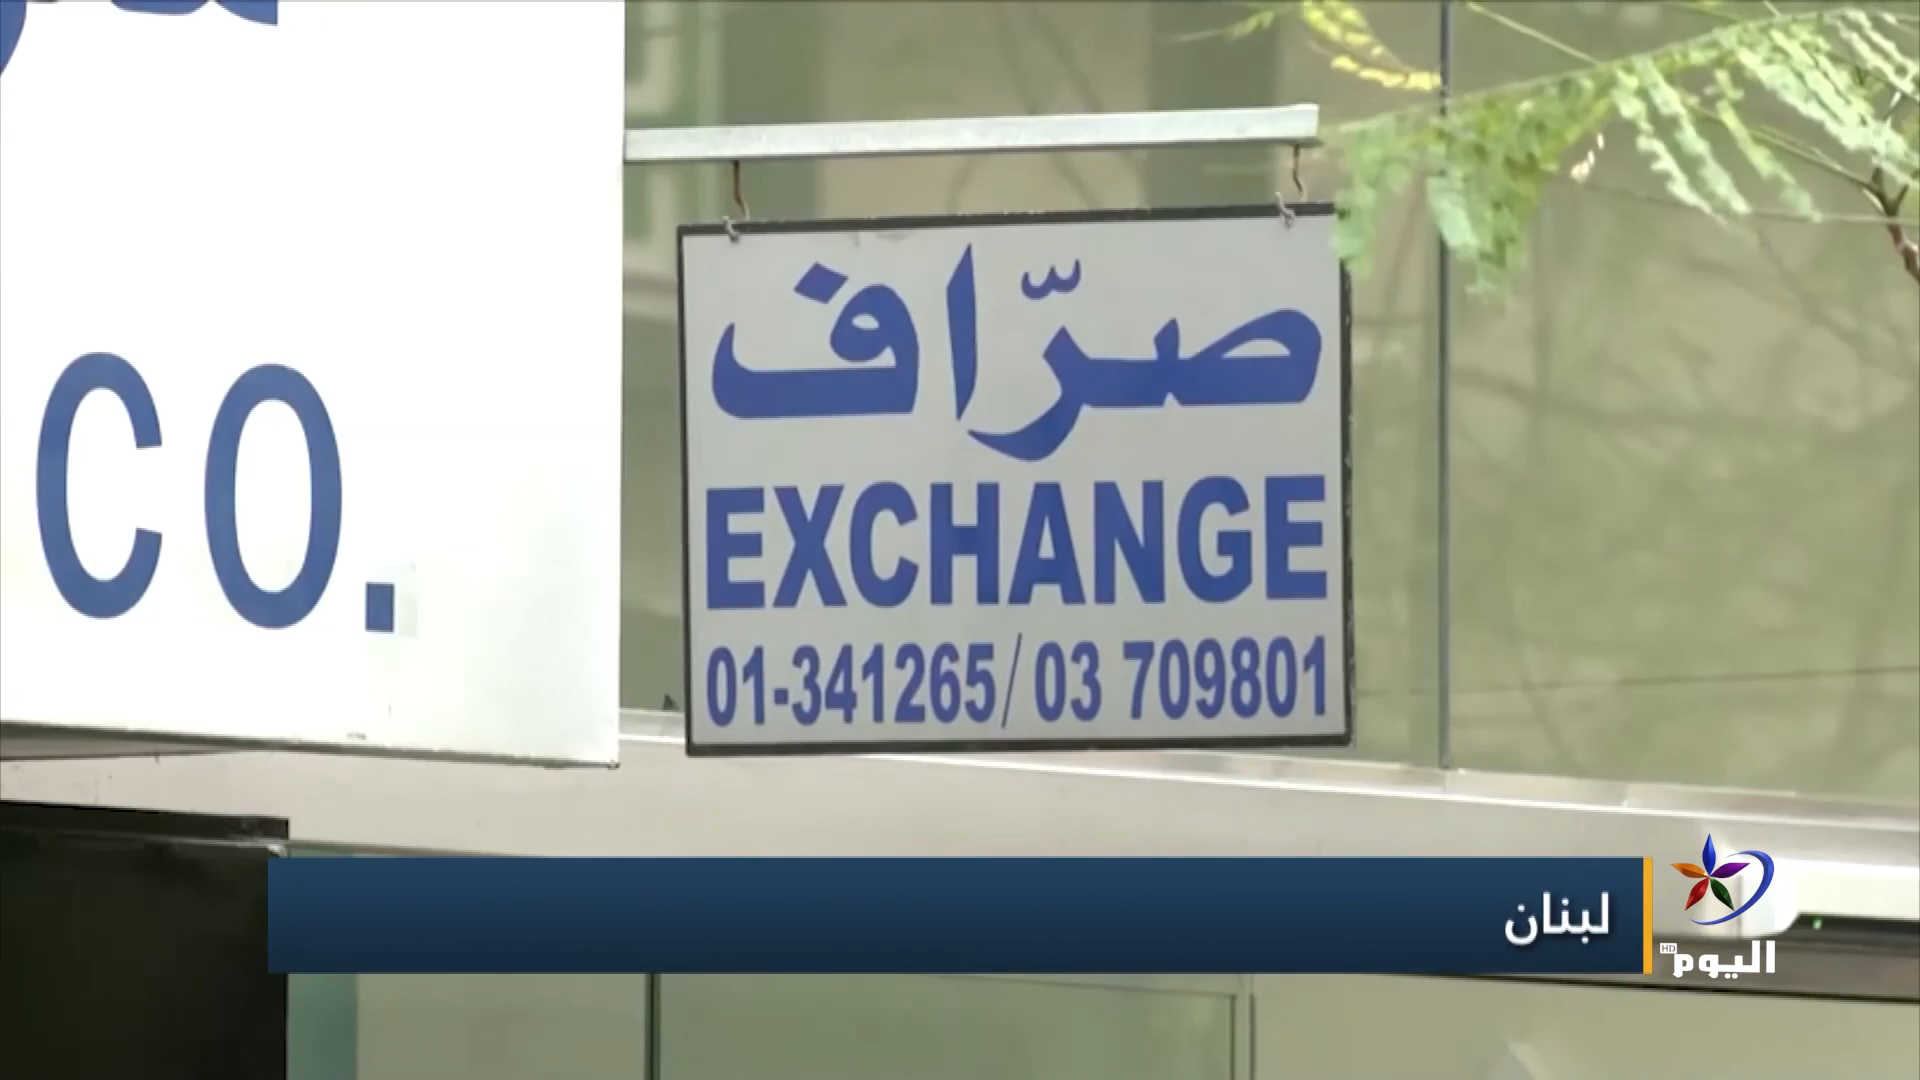 CO.
صرّاف
EXCHANGE
01-341265/03 709801
لبنان
اليوم
HD